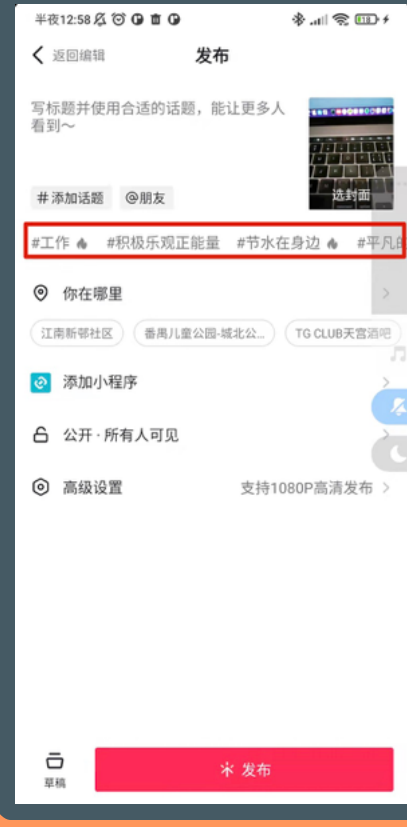 半夜12:58
返回编辑 发布
写标题并使用合适的话题，能让更多人
看到～
选封面
#添加话题 @朋友
#工作 #积极乐观正能量 #节水在身边 #平凡的
你在哪里
江南新邨社区 番禺儿童公园-城北公... TG CLUB天宫酒吧
添加小程序
公开·所有人可见
高级设置 支持1080P高清发布
草稿 发布